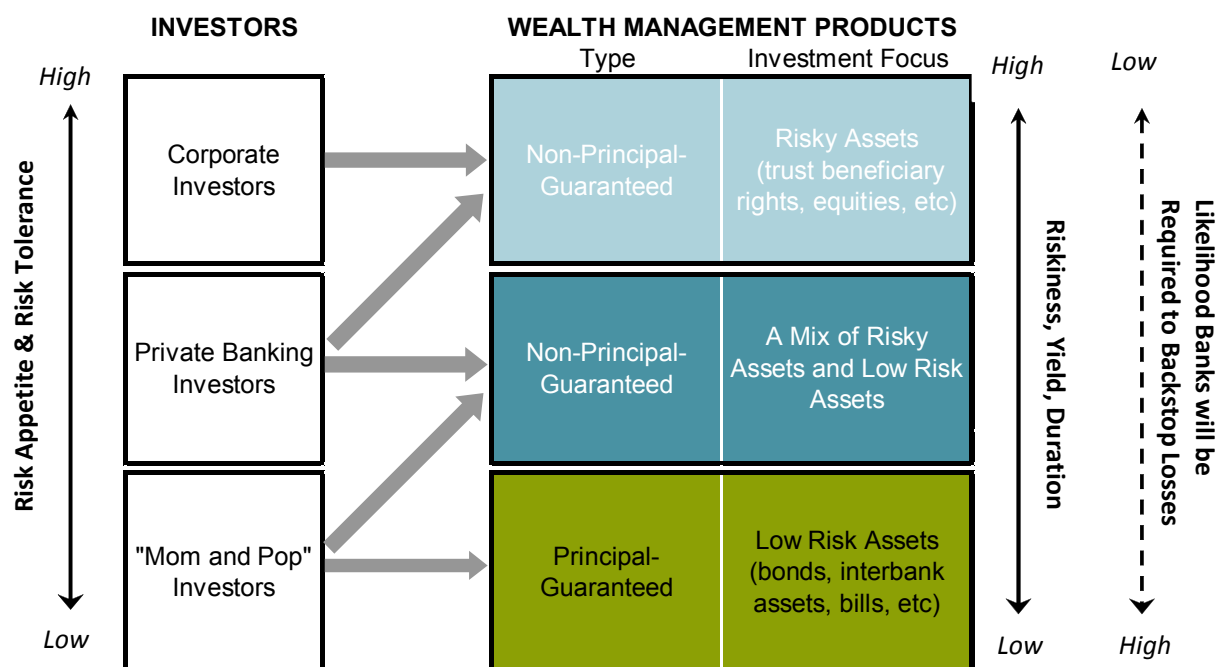 INVESTORS
WEALTH MANAGEMENT PRODUCTS
Type
Investment Focus
High
High
Low
Risk Appetite & Risk Tolerance
Corporate
Investors
Non-Principal-
Guaranteed
Risky Assets
(trust beneficiary
rights, equities, etc)
Private Banking
Investors
Non-Principal-
Guaranteed
A Mix of Risky
Assets and Low Risk
Assets
"Mom and Pop"
Investors
Principal-
Guaranteed
Low Risk Assets
(bonds, interbank
assets, bills, etc)
Riskiness, Yield, Duration
Likelihood Banks will be
Required to Backstop Losses
Low
Low
High